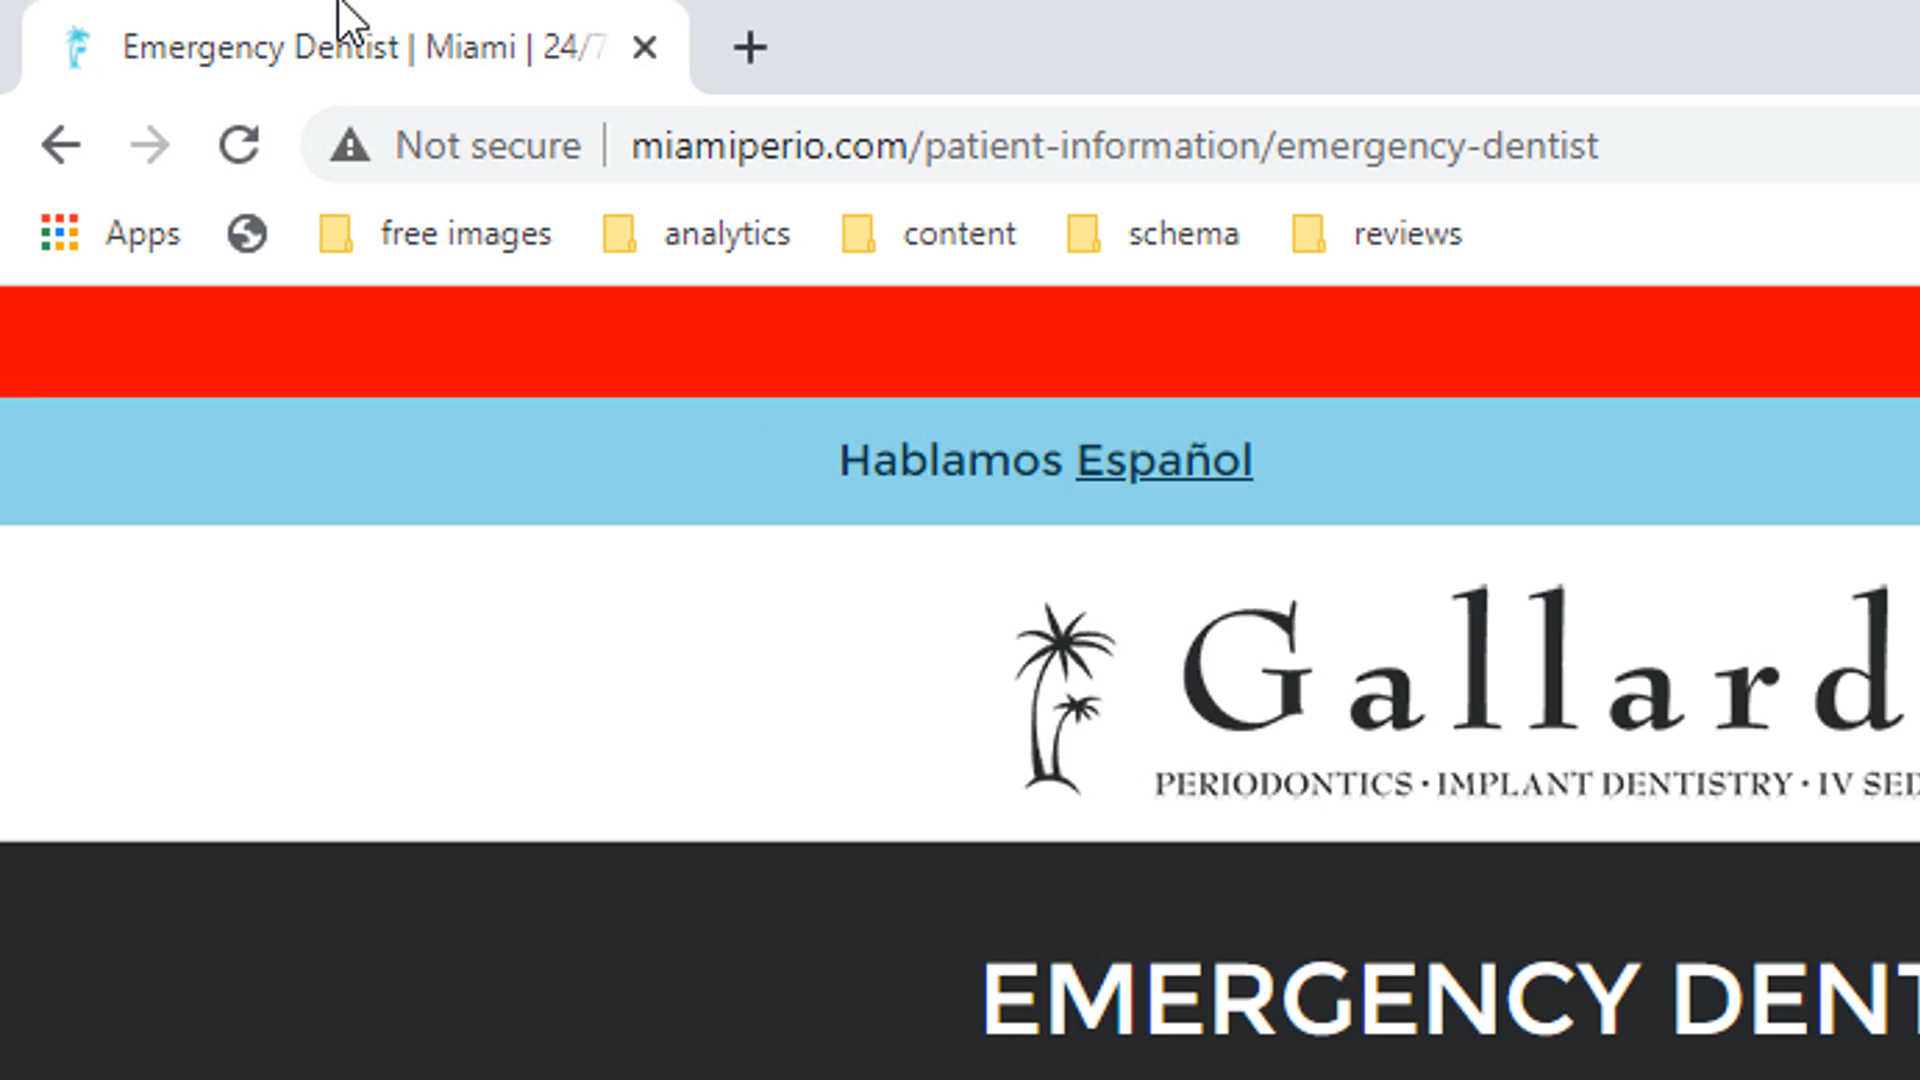 Emergency Dentist | Miami | 24/7
Not secure | miamiperio.com/patient-information/emergency-dentist
Apps free images analytics content schema reviews
Hablamos Español
Gallard
PERIODONTICS · IMPLANT DENTISTRY · IV SED
EMERGENCY DENT